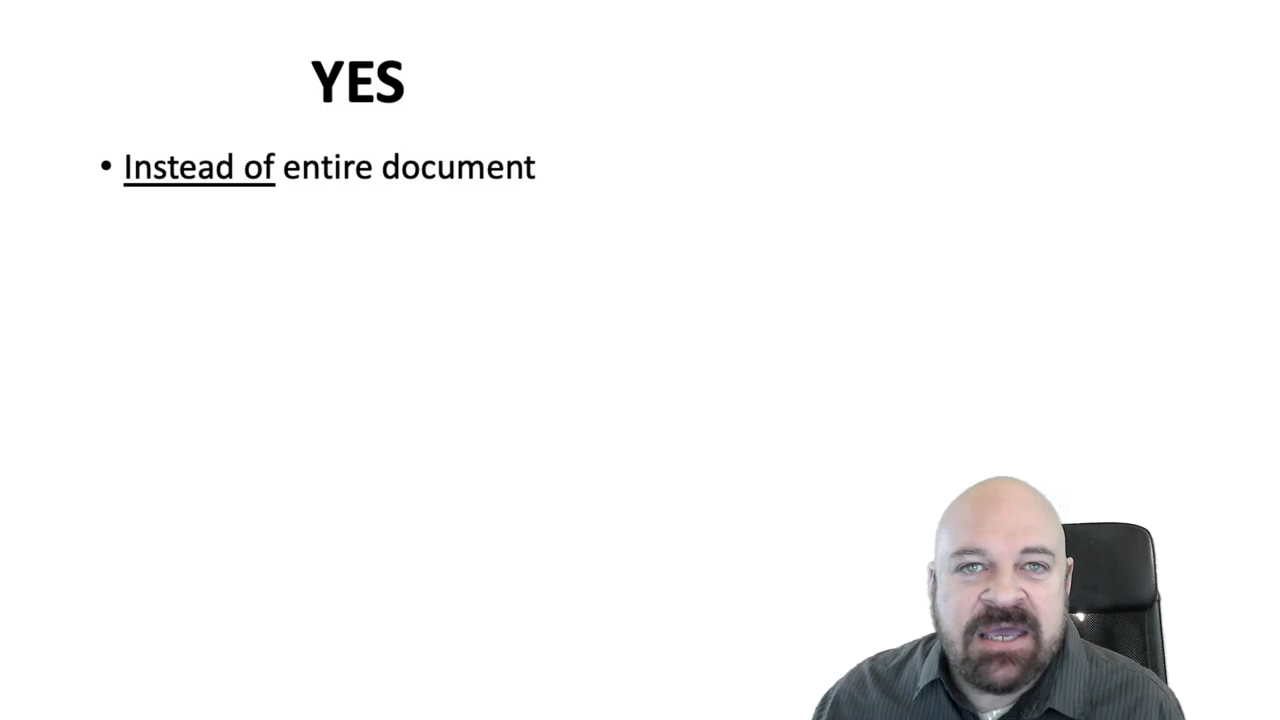 YES
• Instead of entire document